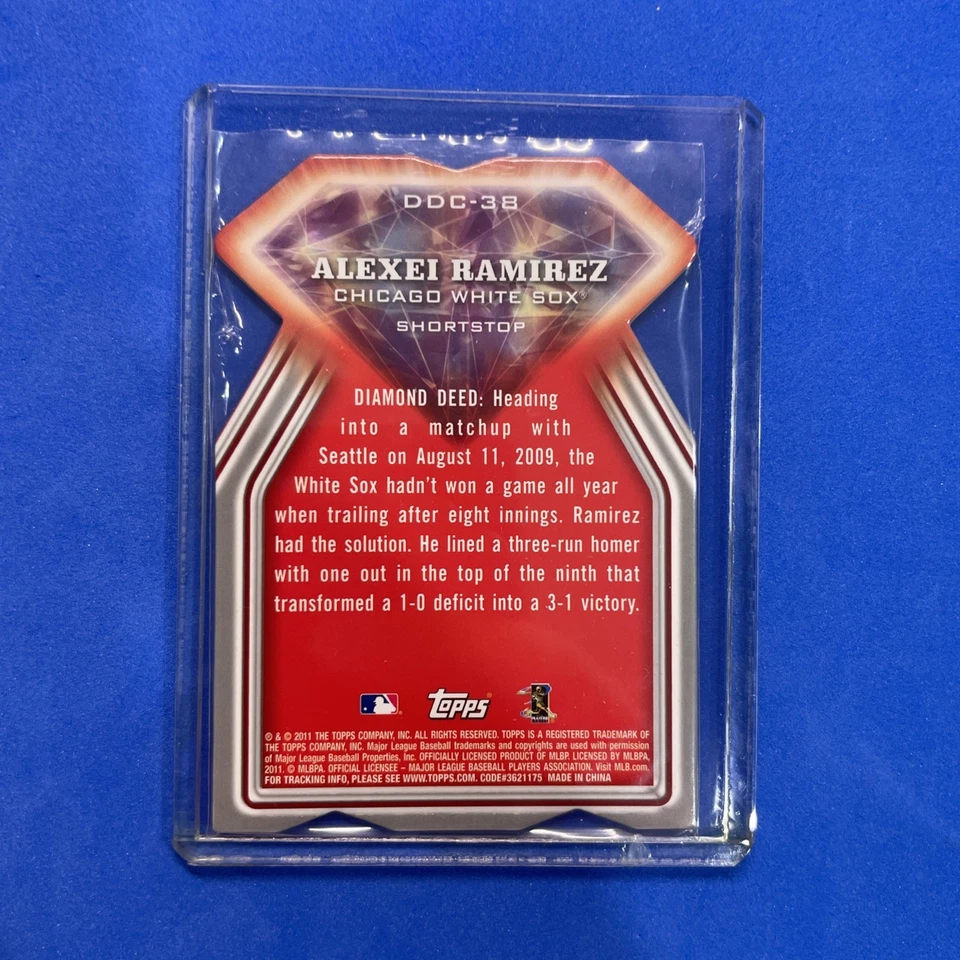 DDC-38
ALEXEI RAMIREZ
CHICAGO WHITE SOX®
SHORTSTOP
DIAMOND DEED: Heading
into a matchup with
Seattle on August 11, 2009, the
White Sox hadn't won a game all year
when trailing after eight innings. Ramirez
had the solution. He lined a three-run homer
with one out in the top of the ninth that
transformed a 1-0 deficit into a 3-1 victory.
Topps®
℗ & © 2011 THE TOPPS COMPANY, INC. ALL RIGHTS RESERVED. TOPPS IS A REGISTERED TRADEMARK OF
THE TOPPS COMPANY, INC. Major League Baseball trademarks and copyrights are used with permission
of Major League Baseball Properties, Inc. OFFICIALLY LICENSED PRODUCT OF MLBP. LICENSED BY MLBPA,
2011. © MLBPA. OFFICIAL LICENSEE – MAJOR LEAGUE BASEBALL PLAYERS ASSOCIATION. Visit MLB.com.
FOR TRACKING INFO, PLEASE SEE WWW.TOPPS.COM. CODE#3621175 MADE IN CHINA